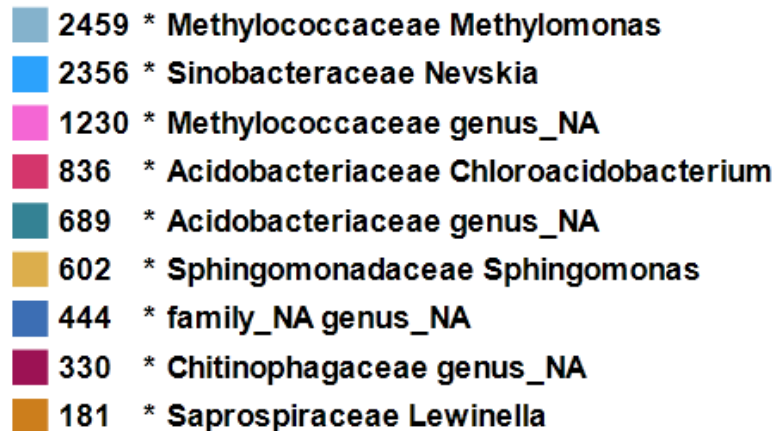 2459 * Methylococcaceae Methylomonas
2356 * Sinobacteraceae Nevskia
1230 * Methylococcaceae genus_NA
836 * Acidobacteriaceae Chloroacidobacterium
689 * Acidobacteriaceae genus_NA
602 * Sphingomonadaceae Sphingomonas
444 * family_NA genus_NA
330 * Chitinophagaceae genus_NA
181 * Saprospiraceae Lewinella